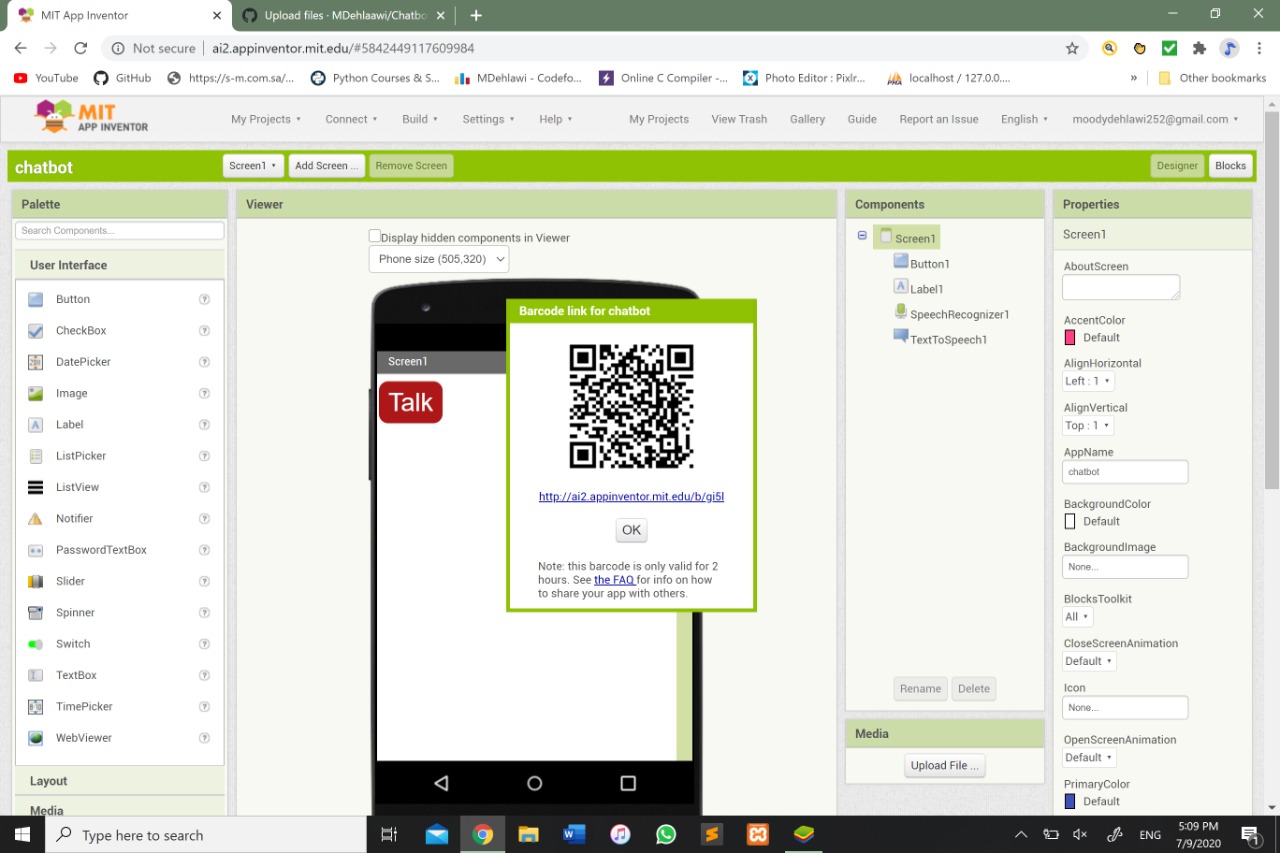 MIT App Inventor
Upload files · MDehlaawi/Chatbo
Not secure
ai2.appinventor.mit.edu/#5842449117609984
YouTube
GitHub
https://s-m.com.sa/...
Python Courses & S...
MDehlawi - Codefo...
Online C Compiler -...
Photo Editor : Pixlr...
localhost / 127.0.0....
»
Other bookmarks
MIT
APP INVENTOR
My Projects
Connect
Build
Settings
Help
My Projects
View Trash
Gallery
Guide
Report an Issue
English
moodydehlawi252@gmail.com
chatbot
Screen1
Add Screen ...
Remove Screen
Designer
Blocks
Palette
Search Components...
User Interface
Button
CheckBox
DatePicker
Image
Label
ListPicker
ListView
Notifier
PasswordTextBox
Slider
Spinner
Switch
TextBox
TimePicker
WebViewer
Layout
Media
Viewer
Display hidden components in Viewer
Phone size (505,320)
Screen1
Talk
Barcode link for chatbot
http://ai2.appinventor.mit.edu/b/gi5l
OK
Note: this barcode is only valid for 2
hours. See the FAQ for info on how
to share your app with others.
Components
Screen1
Button1
Label1
SpeechRecognizer1
TextToSpeech1
Rename
Delete
Media
Upload File ...
Properties
Screen1
AboutScreen
AccentColor
Default
AlignHorizontal
Left : 1
AlignVertical
Top : 1
AppName
chatbot
BackgroundColor
Default
BackgroundImage
None...
BlocksToolkit
All
CloseScreenAnimation
Default
Icon
None...
OpenScreenAnimation
Default
PrimaryColor
Default
Type here to search
ENG
5:09 PM
7/9/2020
1